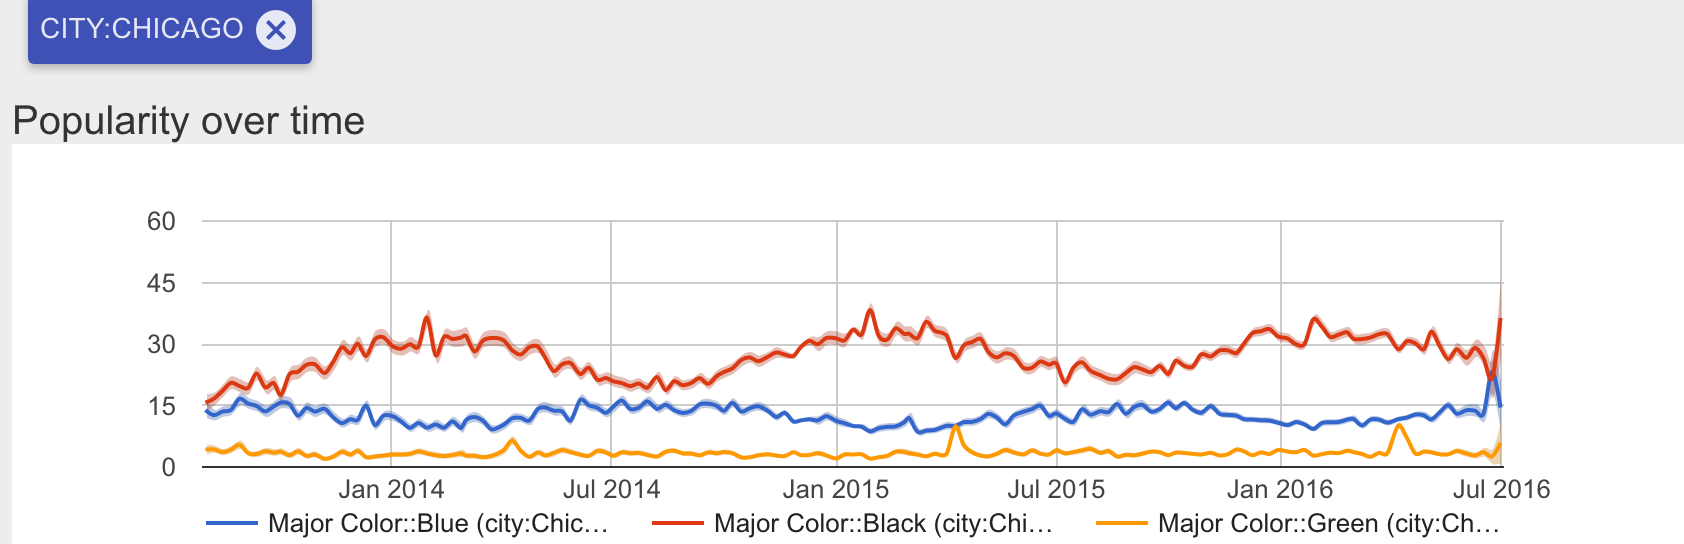 CITY:CHICAGO
Popularity over time
60
45
30
15
0
Jan 2014 Jul 2014 Jan 2015 Jul 2015 Jan 2016 Jul 2016
Major Color::Blue (city:Chic… Major Color::Black (city:Chi… Major Color::Green (city:Ch…